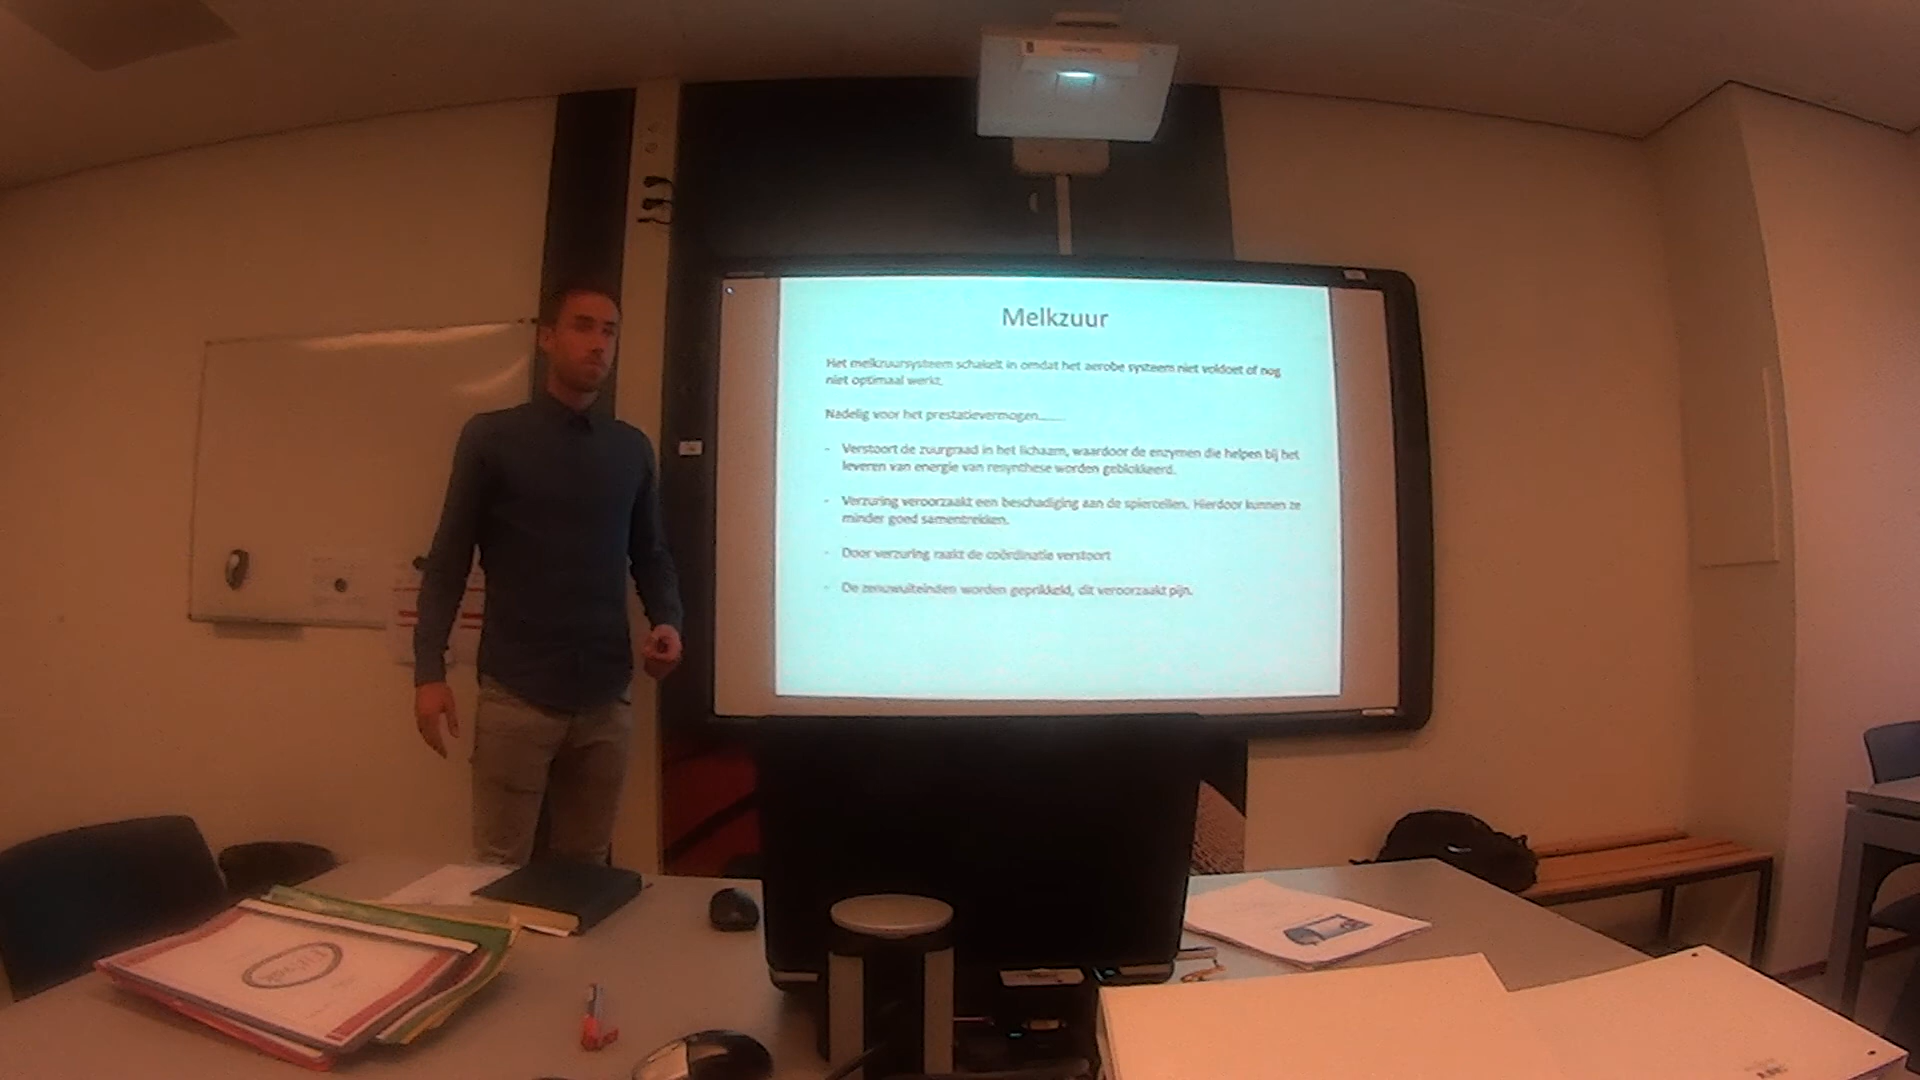 Melkzuur
Het melkzuursysteem schakelt in omdat het aerobe systeem niet voldoet of nog
niet optimaal werkt.
Nadelig voor het prestatievermogen.......
- Verstoort de zuurgraad in het lichaam, waardoor de enzymen die helpen bij het
leveren van energie van resynthese worden geblokkeerd.
- Verzuring veroorzaakt een beschadiging aan de spiercellen. Hierdoor kunnen ze
minder goed samentrekken.
- Door verzuring raakt de coördinatie verstoort
- De zenuwuiteinden worden geprikkeld, dit veroorzaakt pijn.